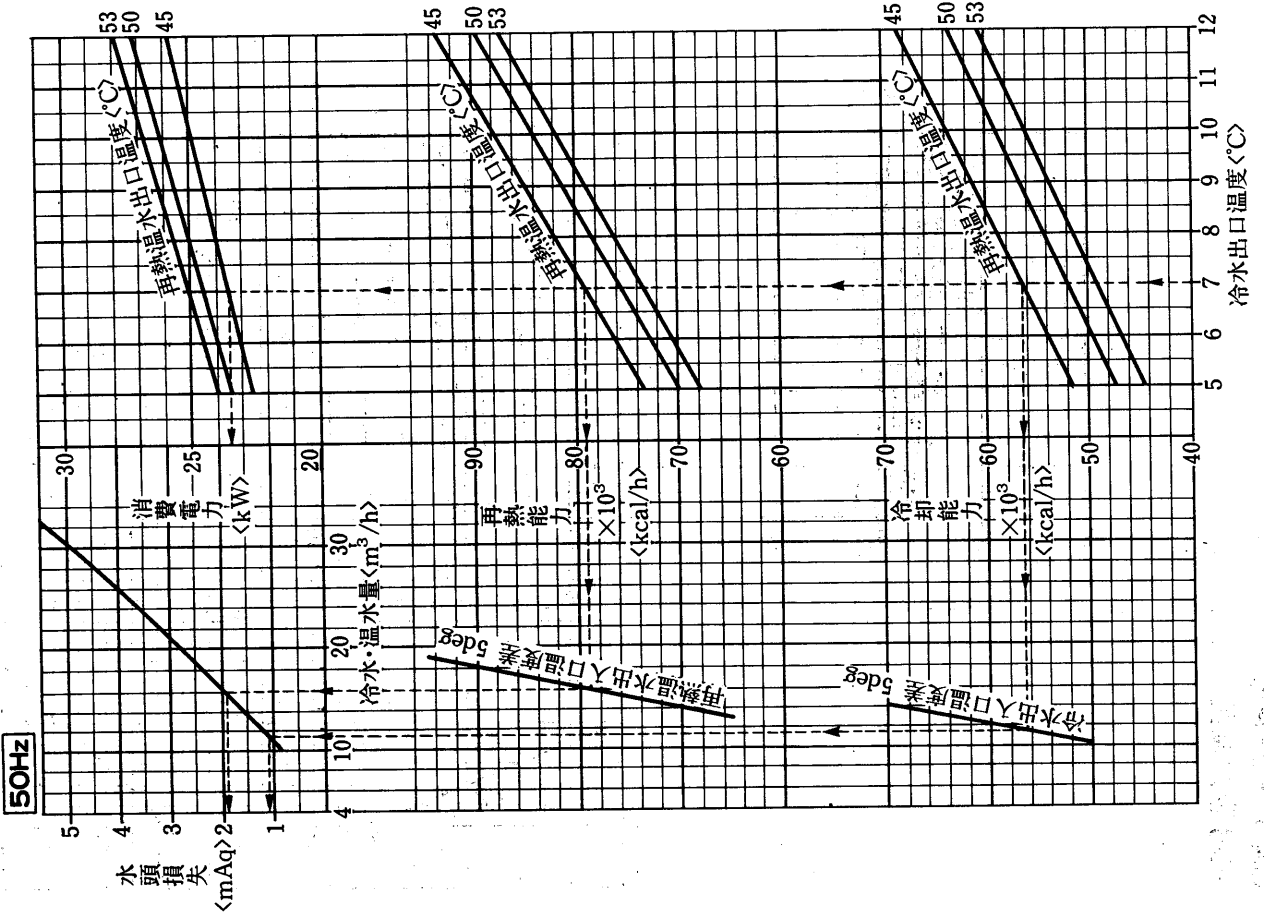 50Hz
53
50
45
再熱温水出口温度<℃>
30
25
20
消費電力
<kW>
5
4
3
2
1
水頭損失
<mAq>
4
10
20
30
冷水・温水量<m³/h>
45
50
53
再熱温水出口温度<℃>
90
80
70
60
再熱能力
×10³
<kcal/h>
再熱温水出入口温度差
5deg
45
50
53
再熱温水出口温度<℃>
70
60
50
40
冷却能力
×10³
<kcal/h>
冷水出入口温度差
5deg
5
6
7
8
9
10
11
12
冷水出口温度<℃>